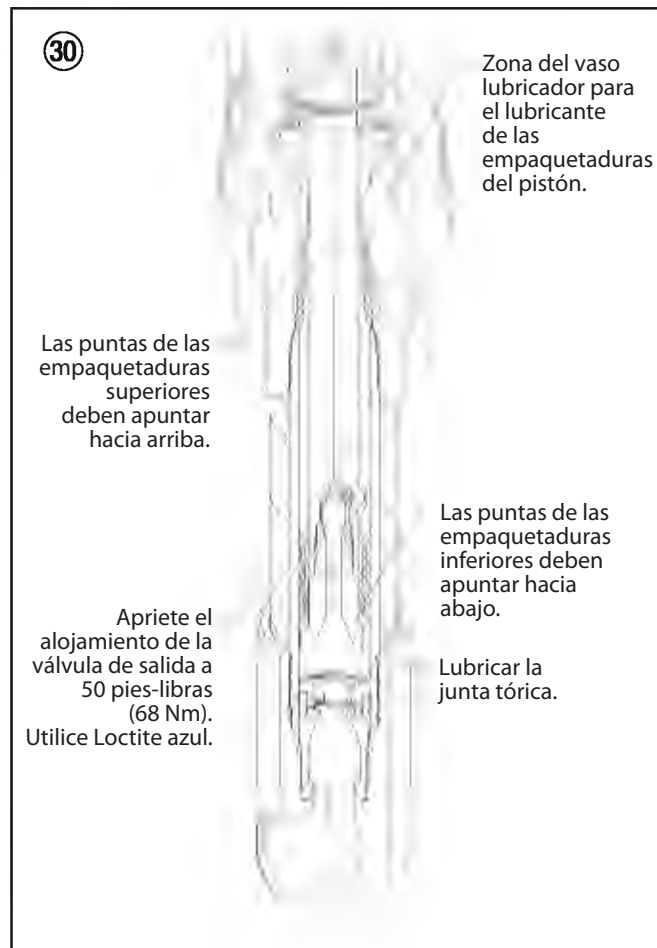 30
Zona del vaso
lubricador para
el lubricante
de las
empaquetaduras
del pistón.
Las puntas de las
empaquetaduras
superiores
deben apuntar
hacia arriba.
Las puntas de las
empaquetaduras
inferiores deben
apuntar hacia
abajo.
Apriete el
alojamiento de la
válvula de salida a
50 pies-libras
(68 Nm).
Utilice Loctite azul.
Lubricar la
junta tórica.